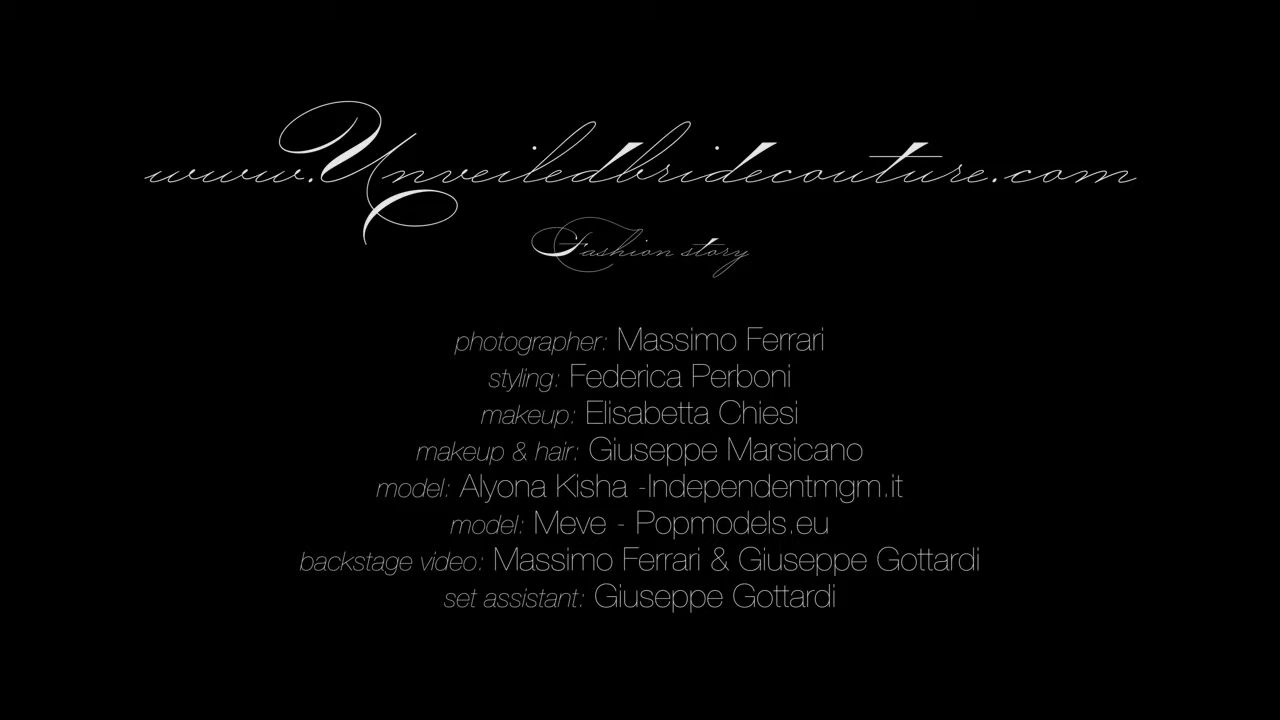 www.Unveiledbridecouture.com
Fashion story
photographer: Massimo Ferrari
styling: Federica Perboni
makeup: Elisabetta Chiesi
makeup & hair: Giuseppe Marsicano
model: Alyona Kisha -Independentmgm.it
model: Meve - Popmodels.eu
backstage video: Massimo Ferrari & Giuseppe Gottardi
set assistant: Giuseppe Gottardi